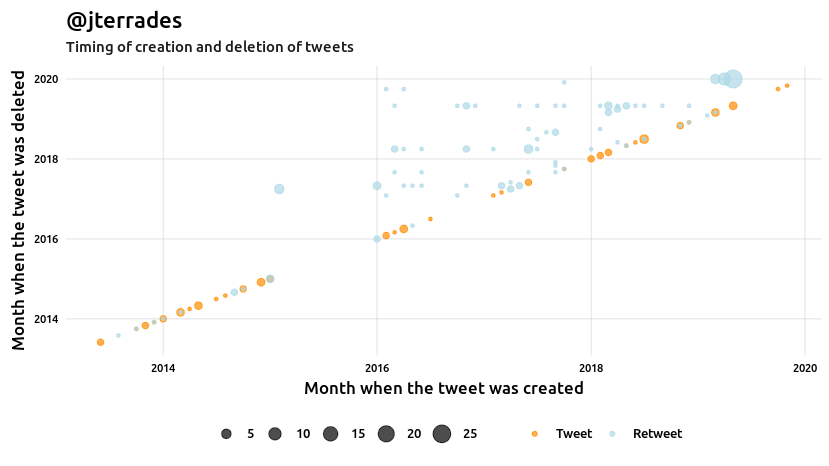 @jterrades
Timing of creation and deletion of tweets
Month when the tweet was deleted
2020
2018
2016
2014
2014 2016 2018 2020
Month when the tweet was created
5 10 15 20 25 Tweet Retweet